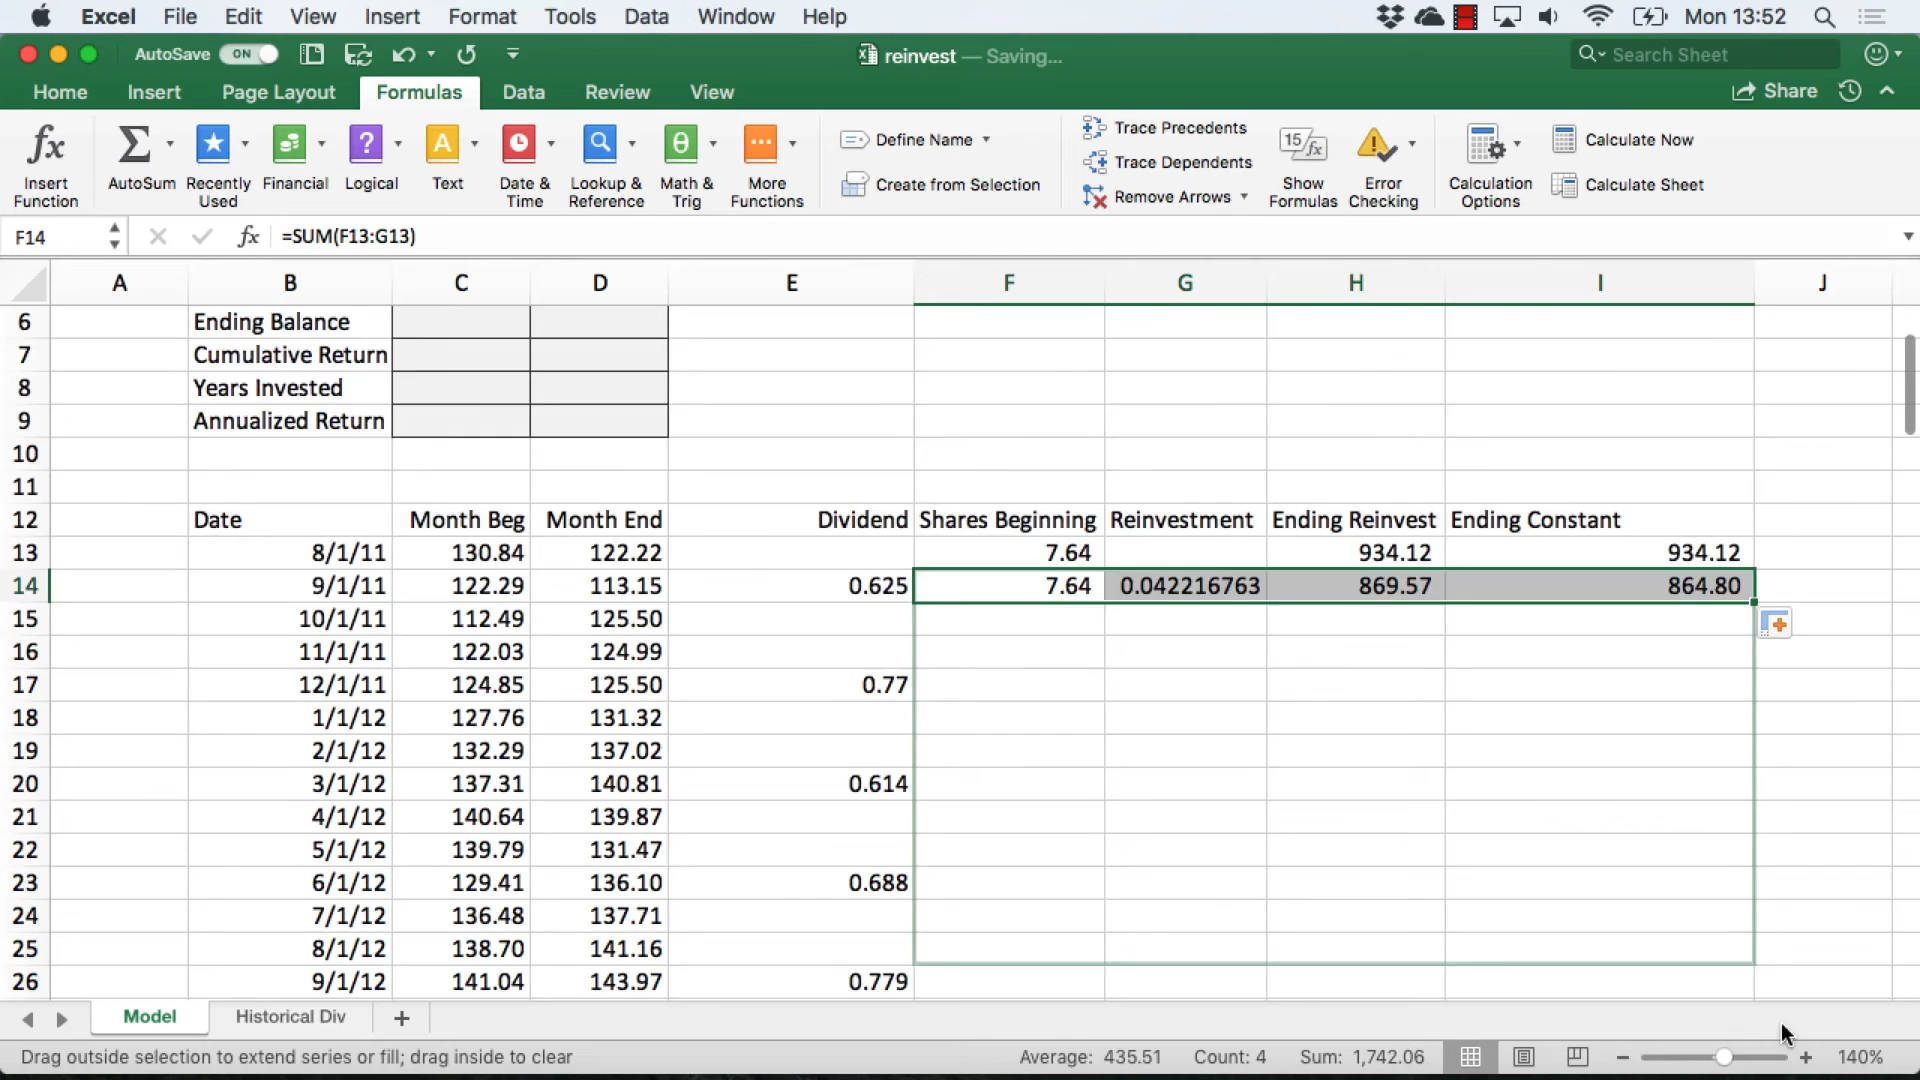 Excel File Edit View Insert Format Tools Data Window Help Mon 13:52
AutoSave ON reinvest — Saving... Search Sheet
Home Insert Page Layout Formulas Data Review View Share
fx Insert Function
Σ AutoSum
Recently Used
Financial
? Logical
A Text
Date & Time
Lookup & Reference
θ Math & Trig
More Functions
Define Name
Create from Selection
Trace Precedents
Trace Dependents
Remove Arrows
15 fx Show Formulas
Error Checking
Calculation Options
Calculate Now
Calculate Sheet
F14 fx =SUM(F13:G13)
A B C D E F G H I J
6 Ending Balance
7 Cumulative Return
8 Years Invested
9 Annualized Return
10
11
12 Date Month Beg Month End Dividend Shares Beginning Reinvestment Ending Reinvest Ending Constant
13 8/1/11 130.84 122.22 7.64 934.12 934.12
14 9/1/11 122.29 113.15 0.625 7.64 0.042216763 869.57 864.80
15 10/1/11 112.49 125.50
16 11/1/11 122.03 124.99
17 12/1/11 124.85 125.50 0.77
18 1/1/12 127.76 131.32
19 2/1/12 132.29 137.02
20 3/1/12 137.31 140.81 0.614
21 4/1/12 140.64 139.87
22 5/1/12 139.79 131.47
23 6/1/12 129.41 136.10 0.688
24 7/1/12 136.48 137.71
25 8/1/12 138.70 141.16
26 9/1/12 141.04 143.97 0.779
Model Historical Div +
Drag outside selection to extend series or fill; drag inside to clear Average: 435.51 Count: 4 Sum: 1,742.06 − + 140%